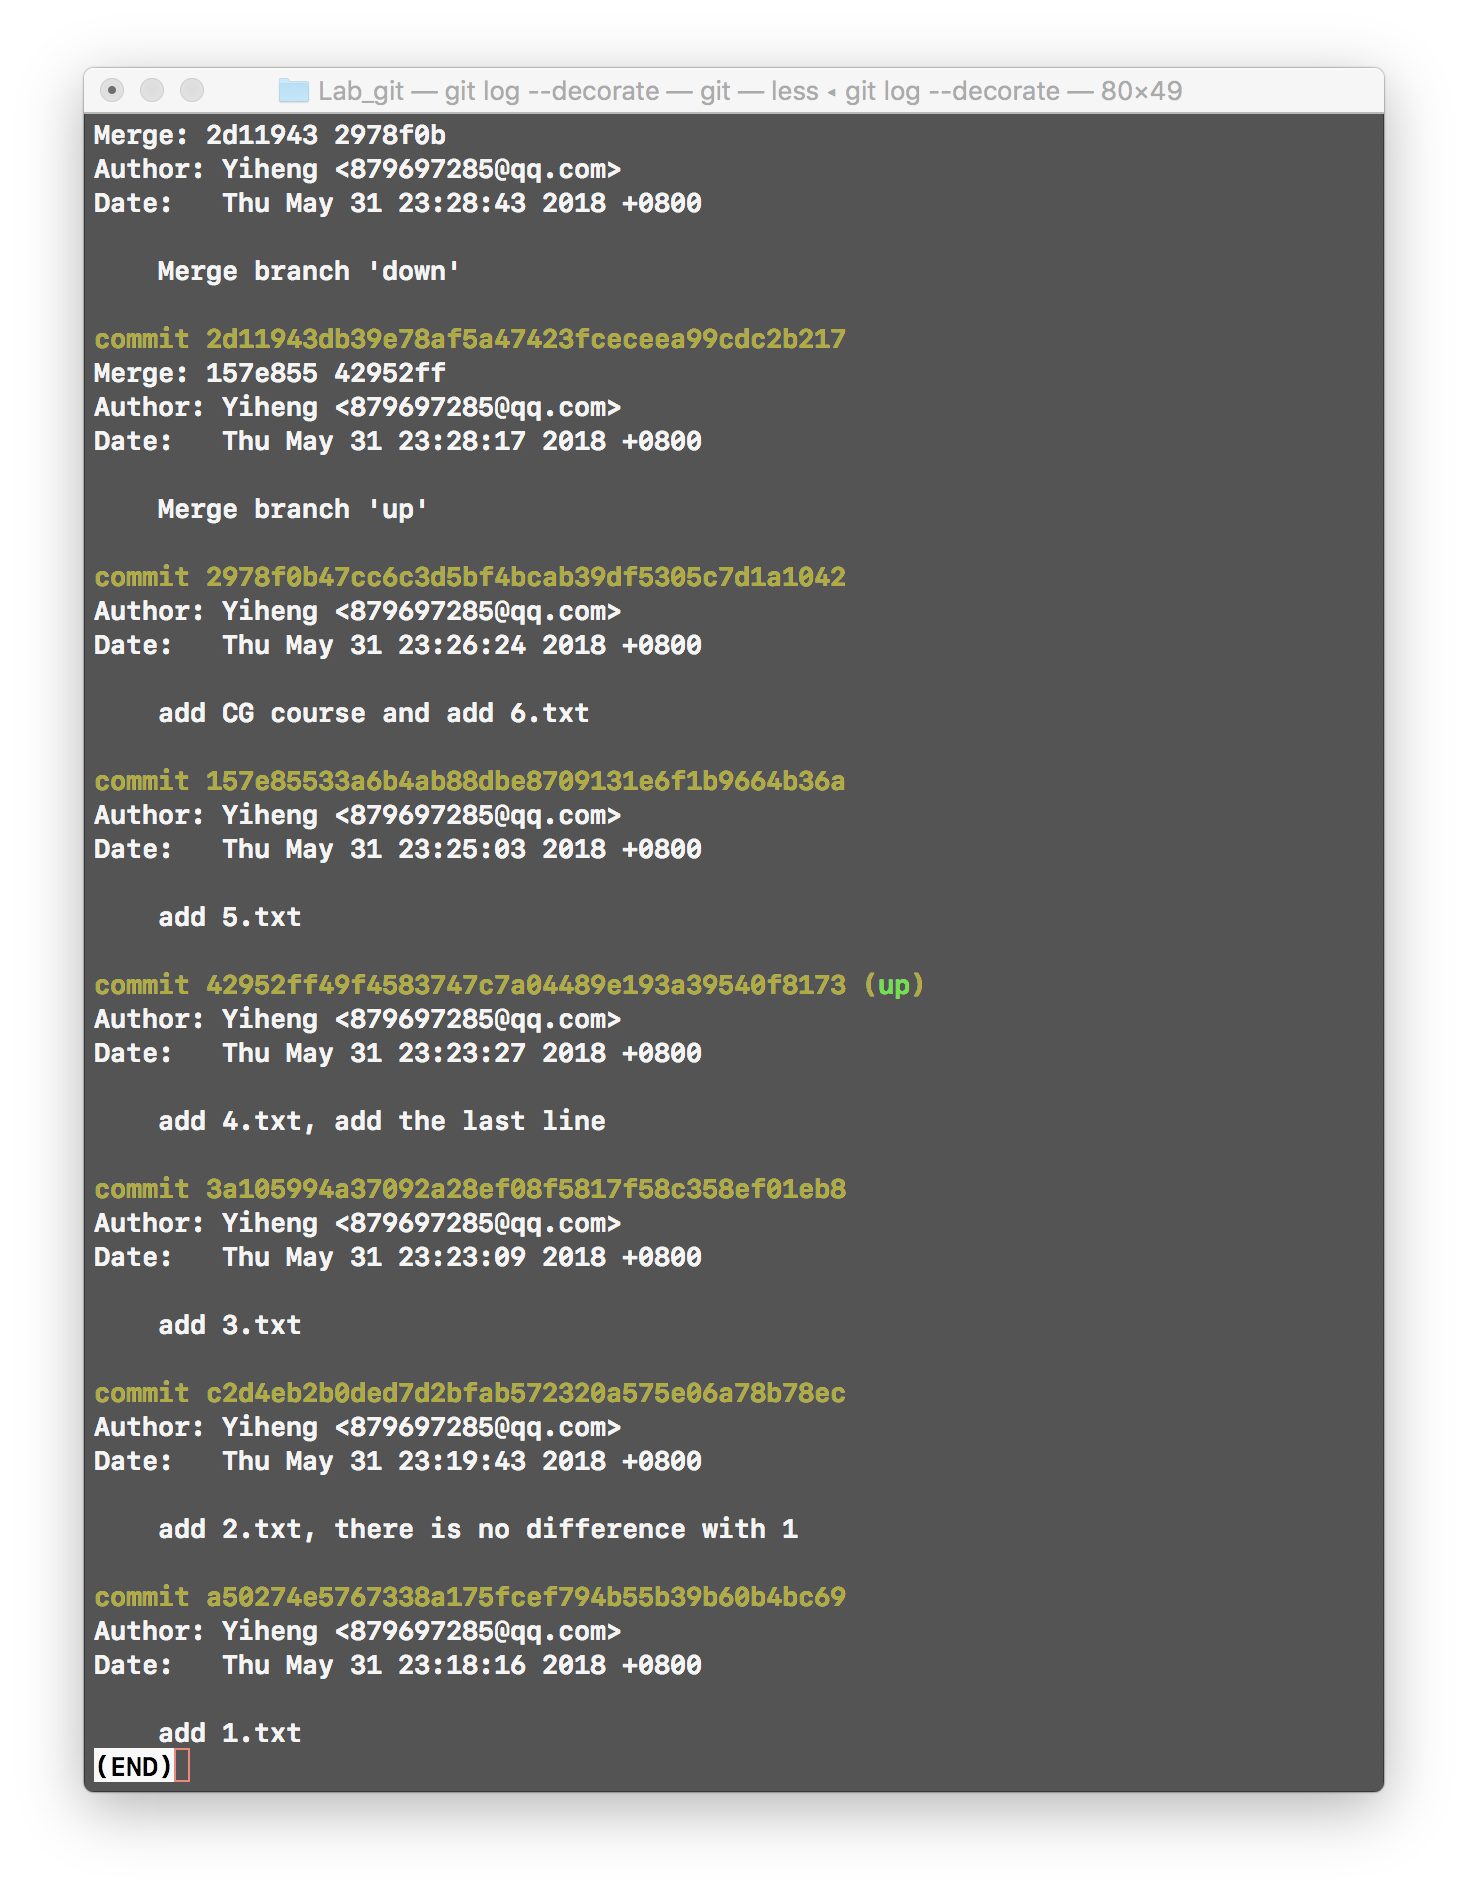 Lab_git — git log --decorate — git — less ◂ git log --decorate — 80×49
Merge: 2d11943 2978f0b
Author: Yiheng <879697285@qq.com>
Date:   Thu May 31 23:28:43 2018 +0800
    Merge branch 'down'
commit 2d11943db39e78af5a47423fceceea99cdc2b217
Merge: 157e855 42952ff
Author: Yiheng <879697285@qq.com>
Date:   Thu May 31 23:28:17 2018 +0800
    Merge branch 'up'
commit 2978f0b47cc6c3d5bf4bcab39df5305c7d1a1042
Author: Yiheng <879697285@qq.com>
Date:   Thu May 31 23:26:24 2018 +0800
    add CG course and add 6.txt
commit 157e85533a6b4ab88dbe8709131e6f1b9664b36a
Author: Yiheng <879697285@qq.com>
Date:   Thu May 31 23:25:03 2018 +0800
    add 5.txt
commit 42952ff49f4583747c7a04489e193a39540f8173 (up)
Author: Yiheng <879697285@qq.com>
Date:   Thu May 31 23:23:27 2018 +0800
    add 4.txt, add the last line
commit 3a105994a37092a28ef08f5817f58c358ef01eb8
Author: Yiheng <879697285@qq.com>
Date:   Thu May 31 23:23:09 2018 +0800
    add 3.txt
commit c2d4eb2b0ded7d2bfab572320a575e06a78b78ec
Author: Yiheng <879697285@qq.com>
Date:   Thu May 31 23:19:43 2018 +0800
    add 2.txt, there is no difference with 1
commit a50274e5767338a175fcef794b55b39b60b4bc69
Author: Yiheng <879697285@qq.com>
Date:   Thu May 31 23:18:16 2018 +0800
    add 1.txt
(END)